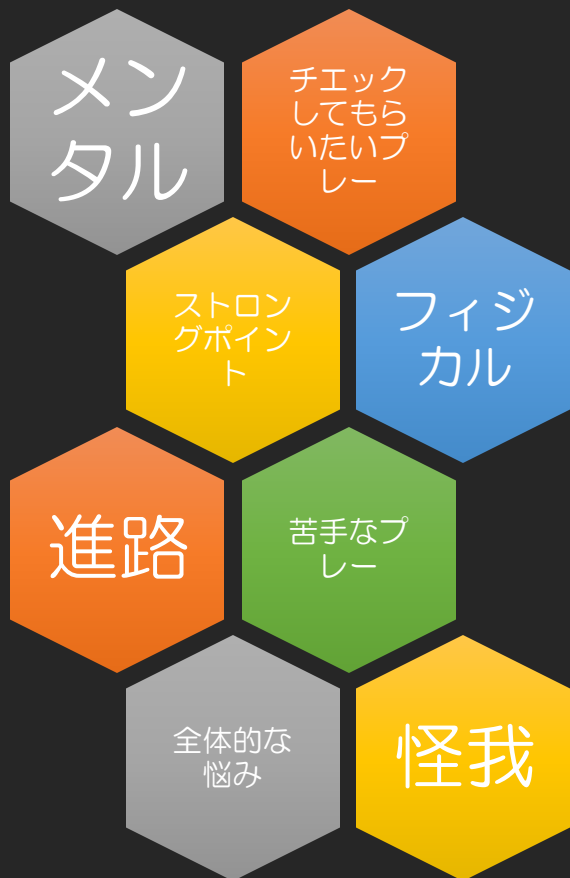 メン
タル
チエック
してもら
いたいプ
レー
ストロン
グポイン
ト
フィジ
カル
進路
苦手なプ
レー
全体的な
悩み
怪我